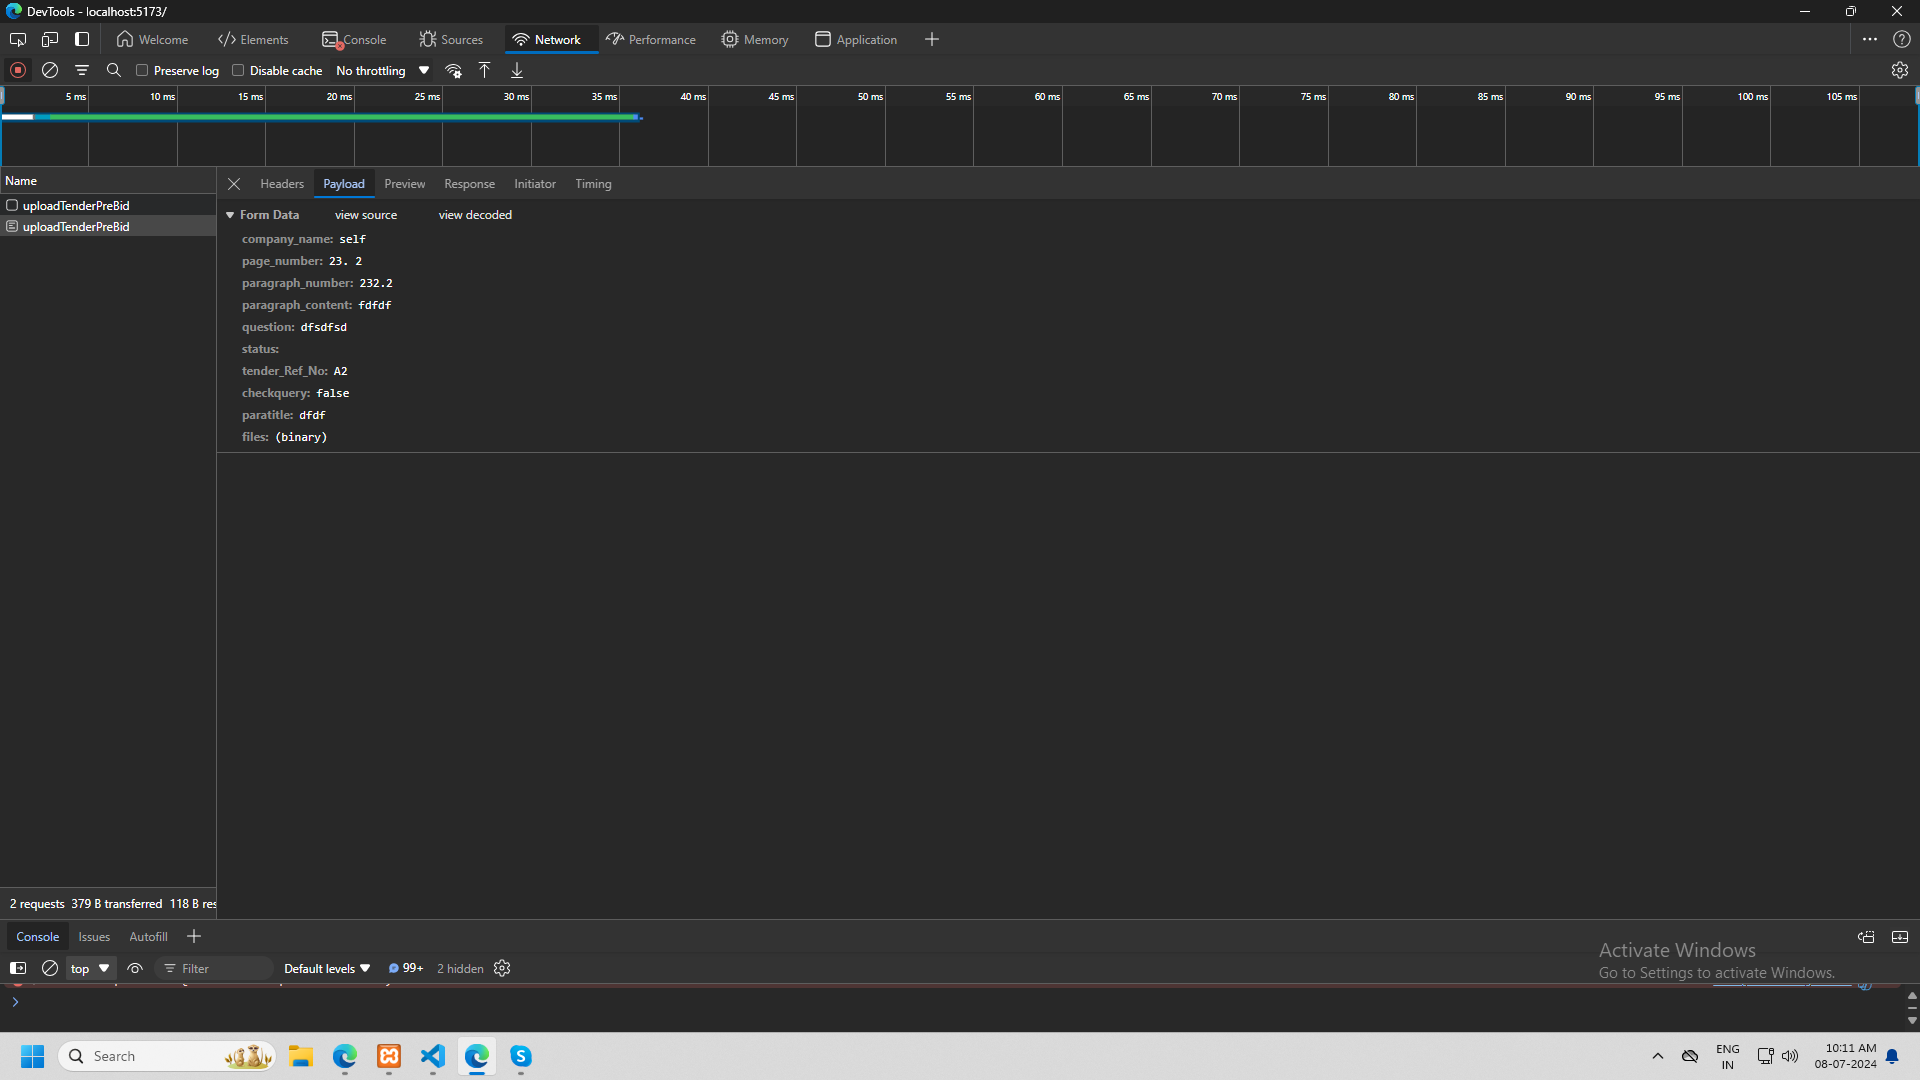 DevTools - localhost:5173/
Welcome Elements Console Sources Network Performance Memory Application
Preserve log Disable cache No throttling
5 ms 10 ms 15 ms 20 ms 25 ms 30 ms 35 ms 40 ms 45 ms 50 ms 55 ms 60 ms 65 ms 70 ms 75 ms 80 ms 85 ms 90 ms 95 ms 100 ms 105 ms
Name
uploadTenderPreBid
uploadTenderPreBid
Headers Payload Preview Response Initiator Timing
Form Data view source view decoded
company_name: self
page_number: 23. 2
paragraph_number: 232.2
paragraph_content: fdfdf
question: dfsdfsd
status:
tender_Ref_No: A2
checkquery: false
paratitle: dfdf
files: (binary)
2 requests 379 B transferred 118 B res
Console Issues Autofill
top Filter Default levels 99+ 2 hidden
Activate Windows
Go to Settings to activate Windows.
Search
ENG
IN
10:11 AM
08-07-2024